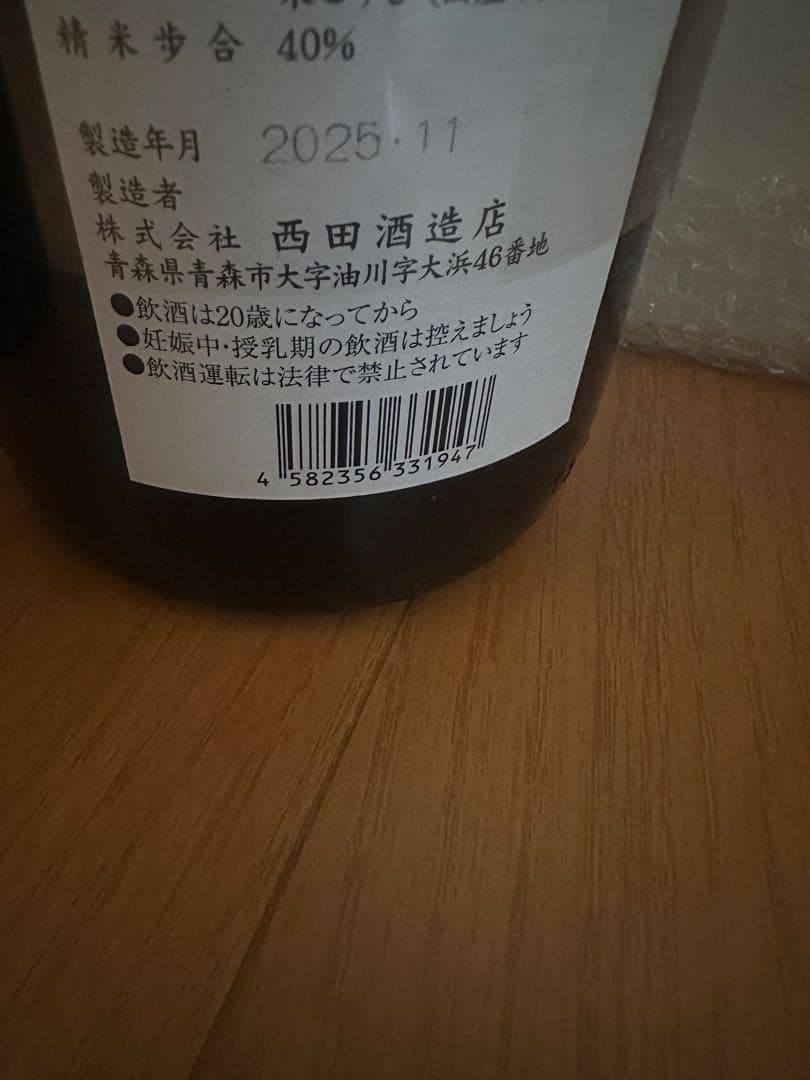 精米歩合 40%
製造年月 2025・11
製造者
株式会社 西田酒造店
青森県青森市大字油川字大浜46番地
●飲酒は20歳になってから
●妊娠中・授乳期の飲酒は控えましょう
●飲酒運転は法律で禁止されています
4 582356 331947